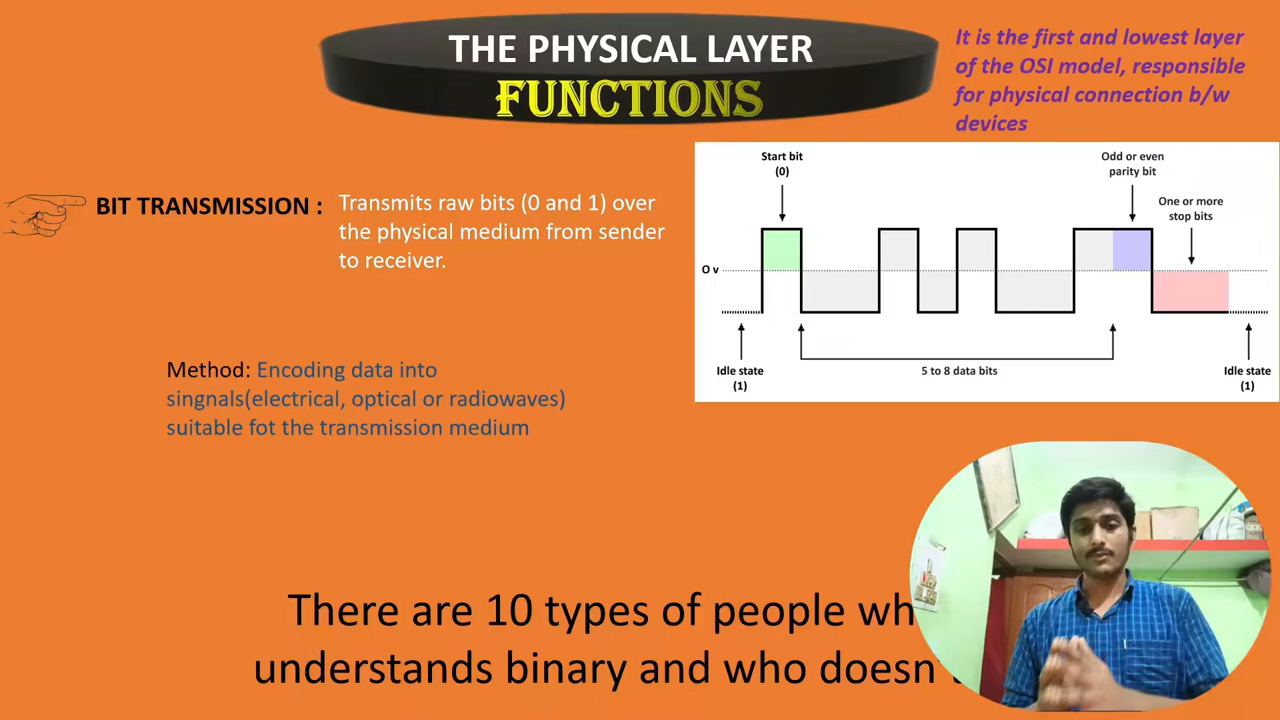 THE PHYSICAL LAYER
FUNCTIONS
It is the first and lowest layer
of the OSI model, responsible
for physical connection b/w
devices
BIT TRANSMISSION :
Transmits raw bits (0 and 1) over
the physical medium from sender
to receiver.
Start bit
(0)
Odd or even
parity bit
One or more
stop bits
O v
Idle state
(1)
5 to 8 data bits
Idle state
(1)
Method: Encoding data into
singnals(electrical, optical or radiowaves)
suitable fot the transmission medium
There are 10 types of people
understands binary and who